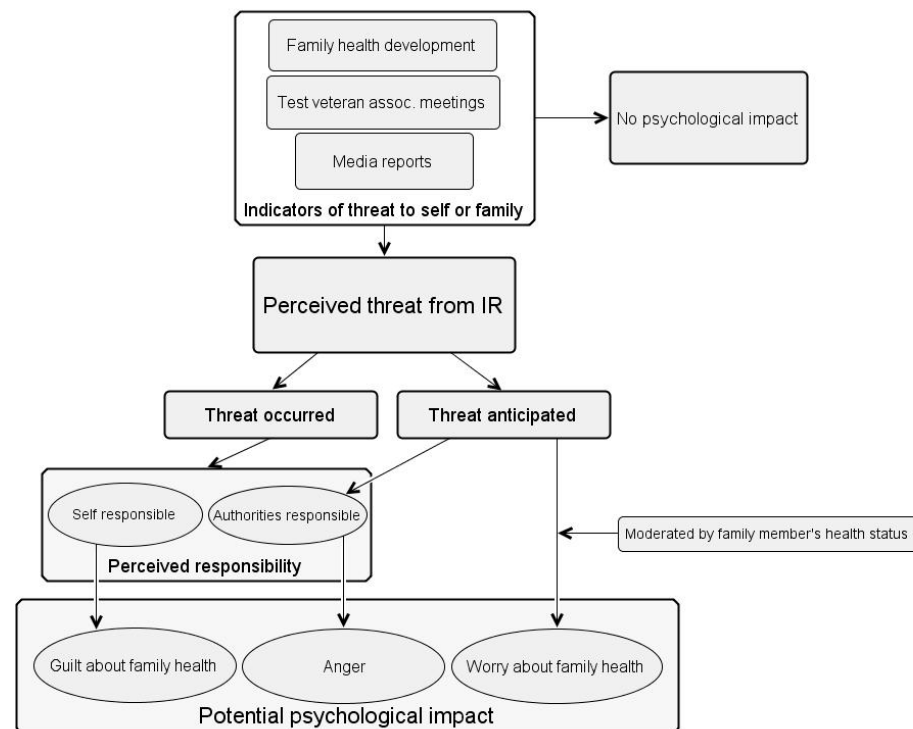 Family health development
Test veteran assoc. meetings
Media reports
Indicators of threat to self or family
No psychological impact
Perceived threat from IR
Threat occurred
Threat anticipated
Self responsible
Authorities responsible
Perceived responsibility
Moderated by family member's health status
Guilt about family health
Anger
Worry about family health
Potential psychological impact